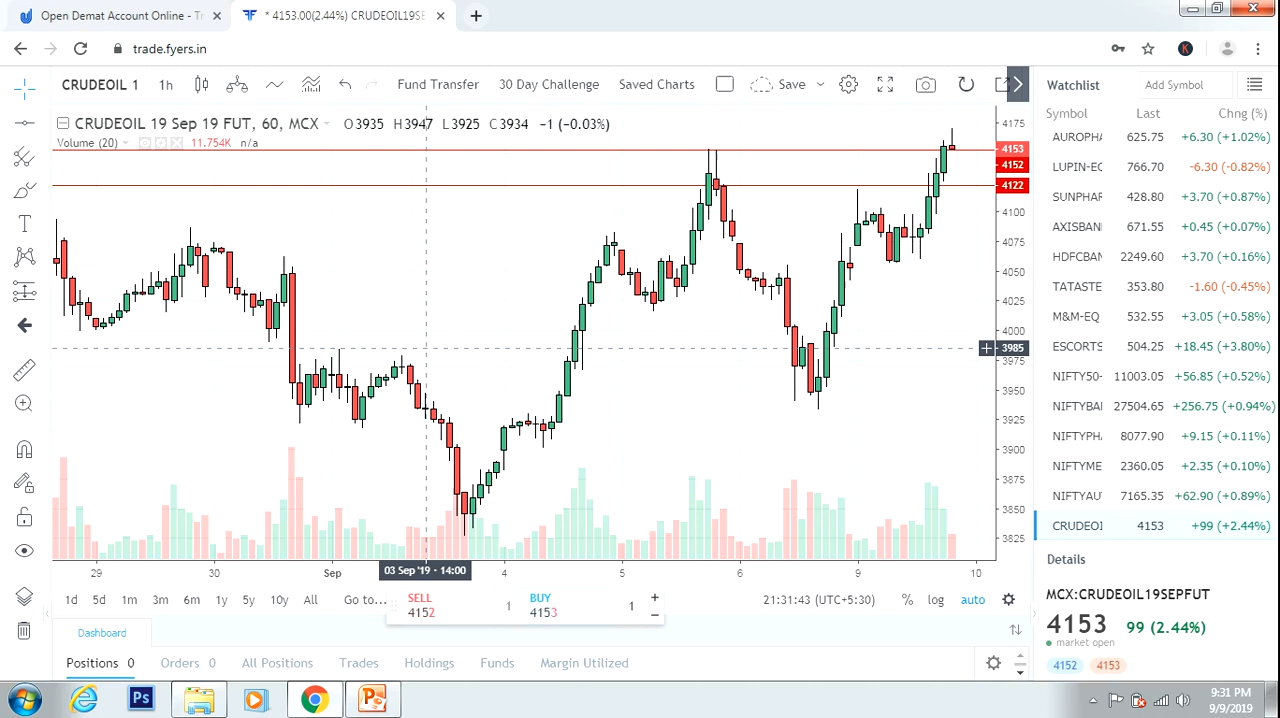 Open Demat Account Online - Tr
* 4153.00(2.44%) CRUDEOIL19SE
trade.fyers.in
CRUDEOIL 1
1h
Fund Transfer
30 Day Challenge
Saved Charts
Save
CRUDEOIL 19 Sep 19 FUT, 60, MCX
O3935 H3947 L3925 C3934 −1 (−0.03%)
Volume (20)
11.754K n/a
4175
4153
4152
4122
4100
4075
4050
4025
4000
3985
3975
3950
3925
3900
3875
3850
3825
29
30
Sep
03 Sep '19 - 14:00
4
5
6
9
10
1d 5d 1m 3m 6m 1y 5y 10y All Go to...
SELL
4152
1
BUY
4153
1
21:31:43 (UTC+5:30)
% log auto
Dashboard
Positions 0
Orders 0
All Positions
Trades
Holdings
Funds
Margin Utilized
Watchlist
Add Symbol
Symbol Last Chng (%)
AUROPHA 625.75 +6.30 (+1.02%)
LUPIN-EQ 766.70 -6.30 (-0.82%)
SUNPHAR 428.80 +3.70 (+0.87%)
AXISBAN 671.55 +0.45 (+0.07%)
HDFCBAN 2249.60 +3.70 (+0.16%)
TATASTE 353.80 -1.60 (-0.45%)
M&M-EQ 532.55 +3.05 (+0.58%)
ESCORTS 504.25 +18.45 (+3.80%)
NIFTY50- 11003.05 +56.85 (+0.52%)
NIFTYBAI 27504.65 +256.75 (+0.94%)
NIFTYPH 8077.90 +9.15 (+0.11%)
NIFTYME 2360.05 +2.35 (+0.10%)
NIFTYAU 7165.35 +62.90 (+0.89%)
CRUDEOI 4153 +99 (+2.44%)
Details
MCX:CRUDEOIL19SEPFUT
4153 99 (2.44%)
market open
4152 4153
Ps
9:31 PM
9/9/2019